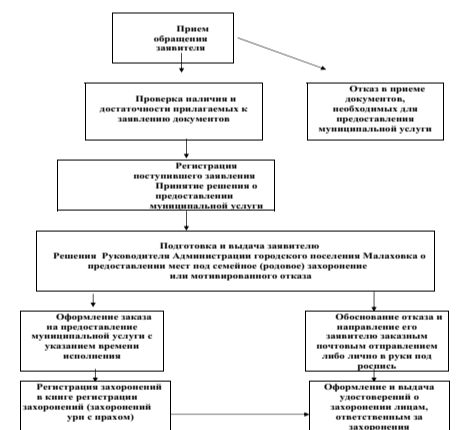 Прием
обращения
заявителя
Проверка наличия и
достаточности прилагаемых к
заявлению документов
Отказ в приеме
документов,
необходимых для
предоставления
муниципальной услуги
Регистрация
поступившего заявления
Принятие решения о
предоставлении
муниципальной услуги
Подготовка и выдача заявителю
Решения Руководителя Администрации городского поселения Малаховка о
предоставлении мест под семейное (родовое) захоронение
или мотивированного отказа
Оформление заказа
на предоставление
муниципальной услуги с
указанием времени
исполнения
Обоснование отказа и
направление его
заявителю заказным
почтовым отправлением
либо лично в руки под
роспись
Регистрация захоронений
в книге регистрации
захоронений (захоронений
урн с прахом)
Оформление и выдача
удостоверений о
захоронении лицам,
ответственным за
захоронения